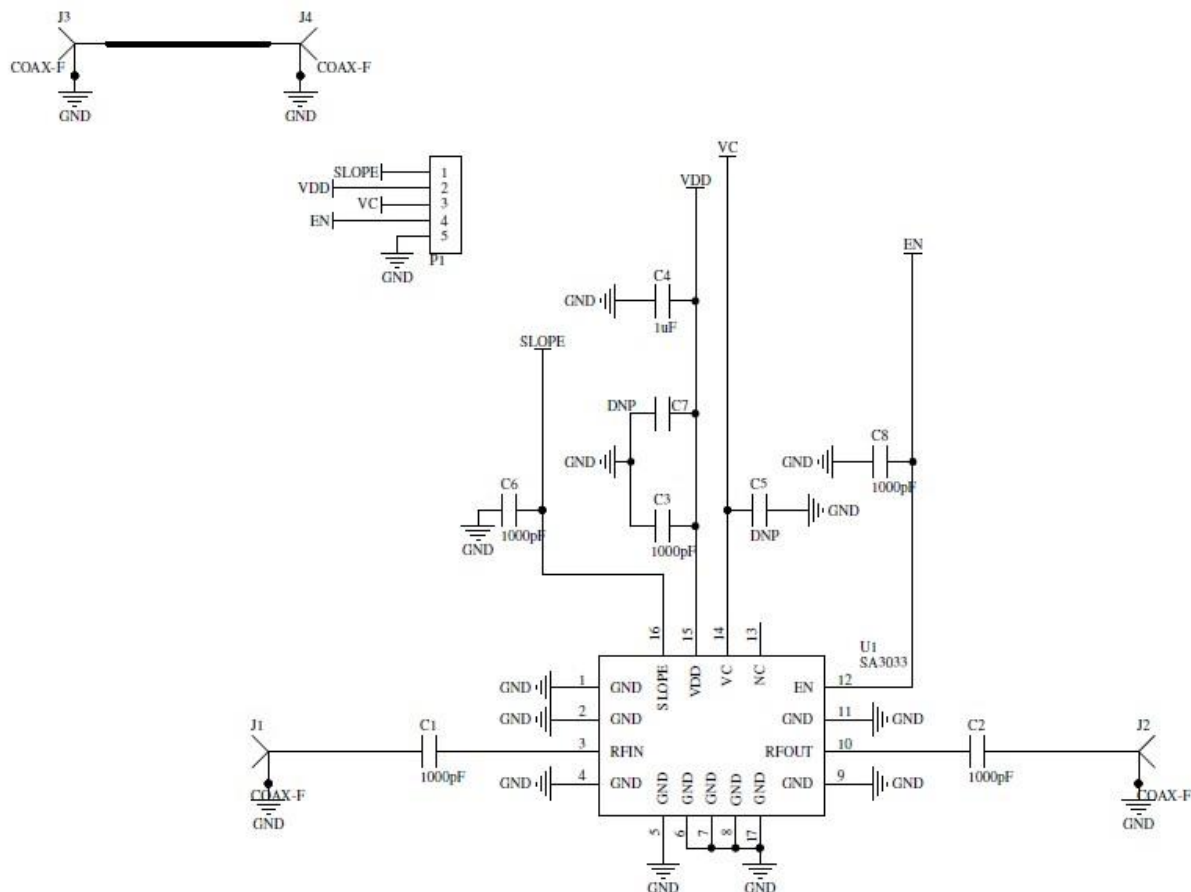 J3
J4
COAX-F
COAX-F
GND
GND
SLOPE
1
VDD
2
VC
3
EN
4
5
P1
GND
VC
VDD
EN
C4
GND
1uF
SLOPE
DNP
C7
GND
C8
GND
1000pF
C6
1000pF
GND
C3
1000pF
C5
GND
DNP
16
15
14
13
U1
SA3033
SLOPE
VDD
VC
NC
GND
1
GND
EN
12
GND
2
GND
GND
11
GND
J1
C1
1000pF
3
RFIN
RFOUT
10
C2
1000pF
J2
GND
4
GND
GND
9
GND
COAX-F
GND
COAX-F
GND
GND
GND
GND
GND
GND
5
6
7
8
17
GND
GND